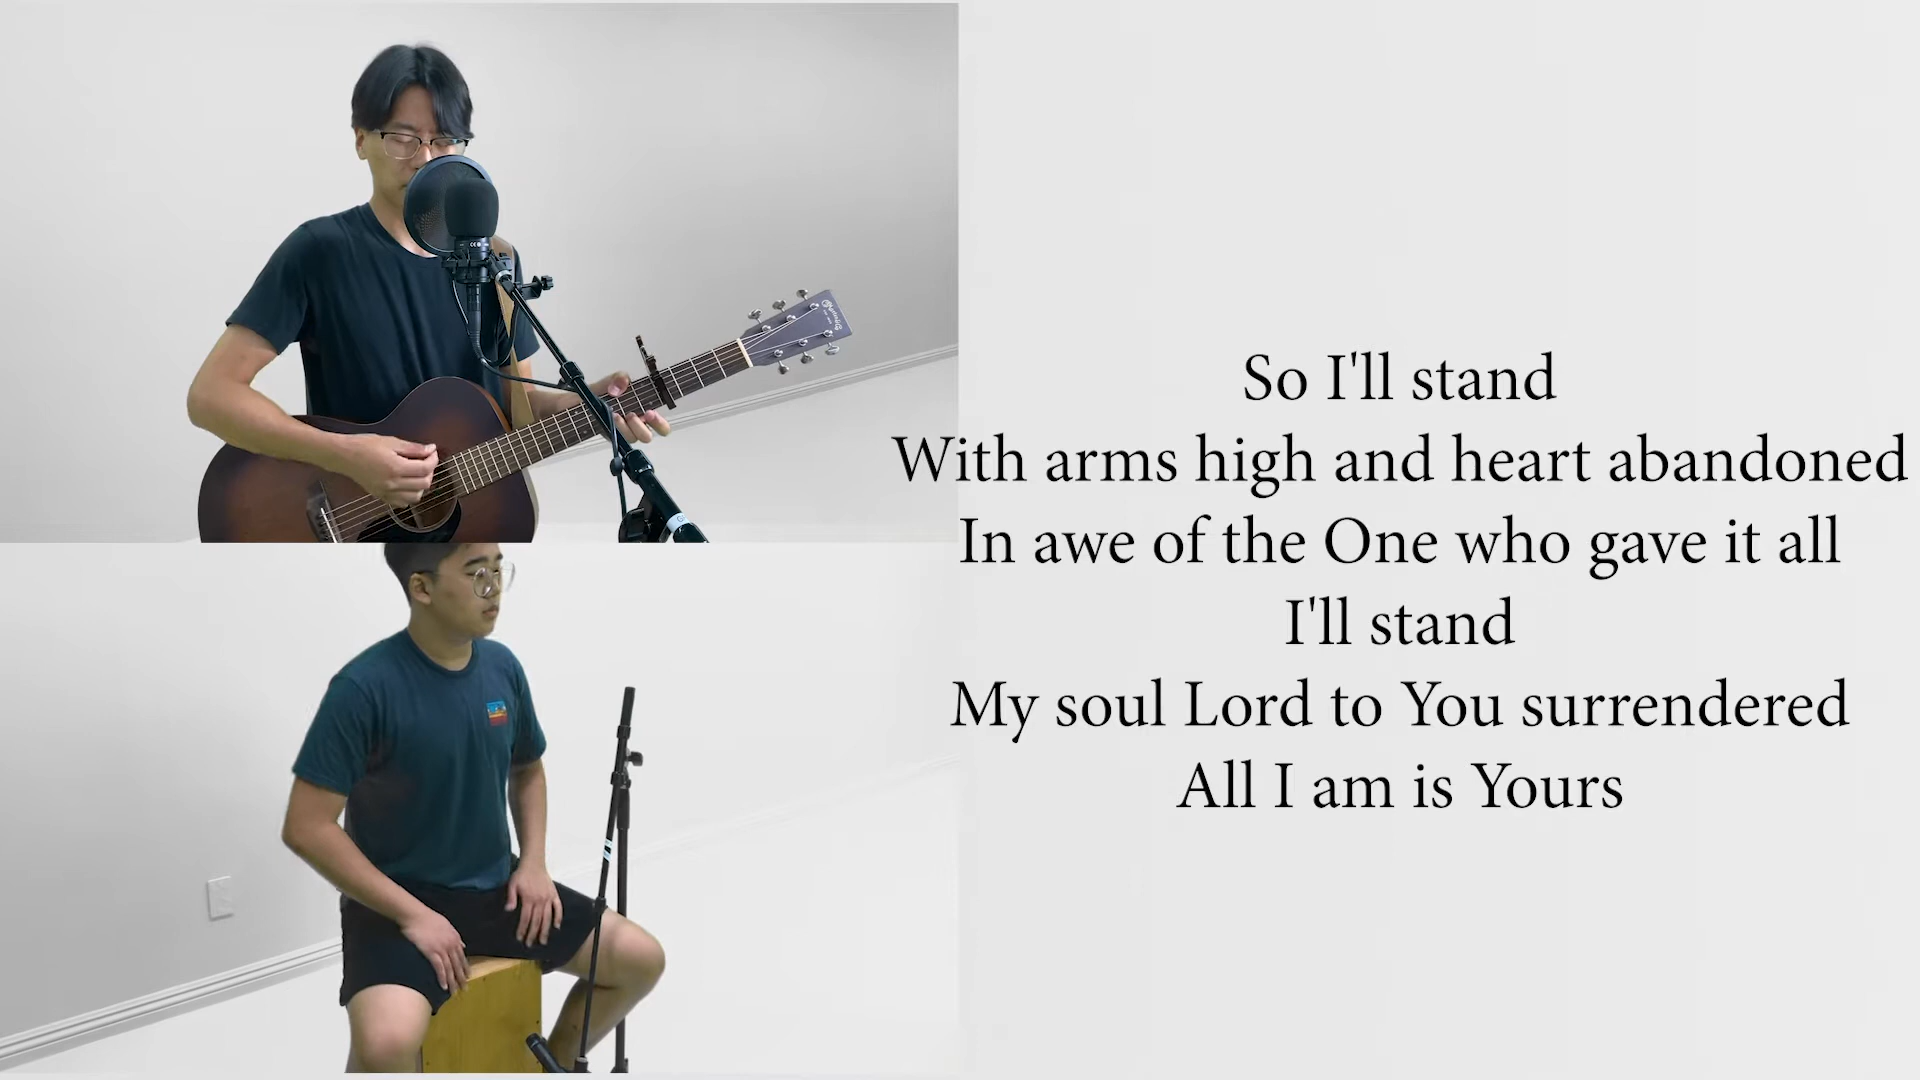 So I'll stand
With arms high and heart abandoned
In awe of the One who gave it all
I'll stand
My soul Lord to You surrendered
All I am is Yours